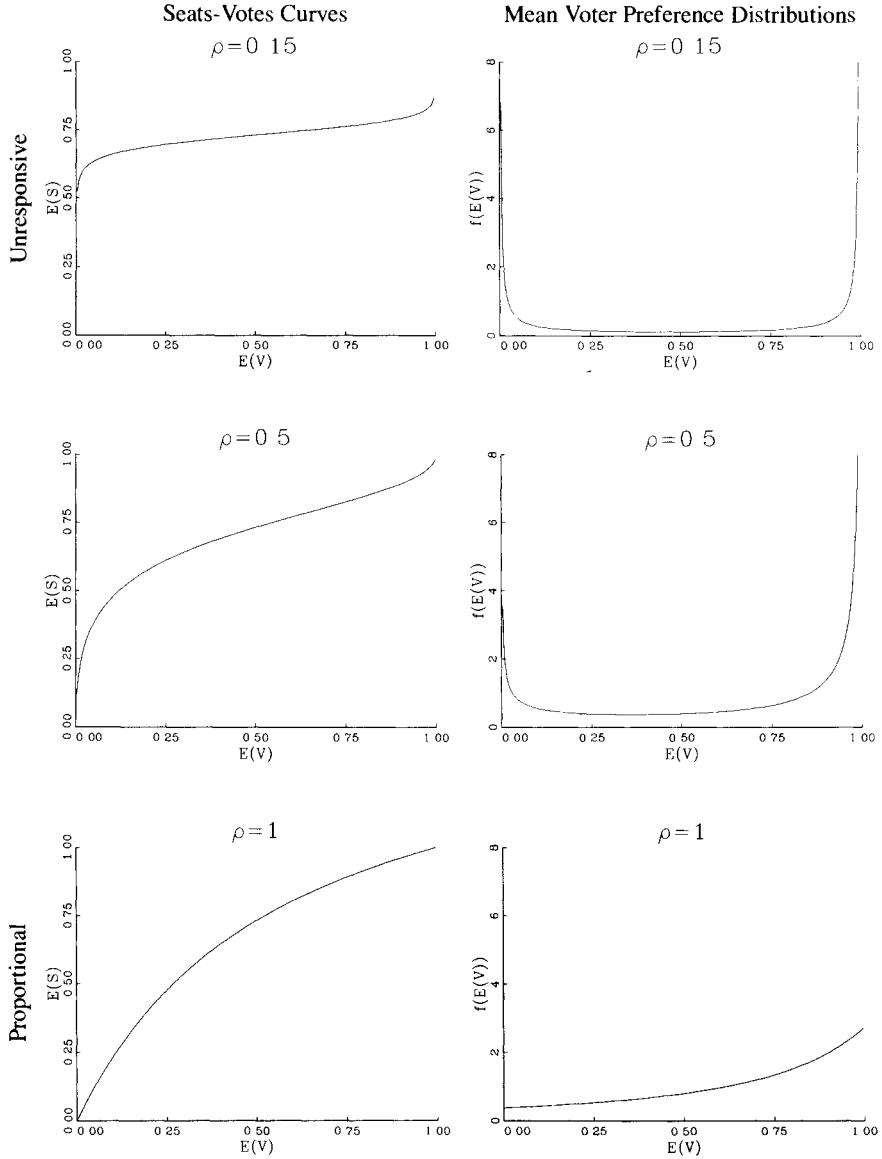 Seats-Votes Curves
Mean Voter Preference Distributions
ρ=0 15
ρ=0 15
Unresponsive
E(S)
1 00
0.75
0.50
0.25
0.00
0 00
0 25
0 50
0 75
1 00
E(V)
f(E(V))
8
6
4
2
0
0 00
0 25
0 50
0 75
1 00
E(V)
ρ=0 5
ρ=0 5
E(S)
1 00
0 75
0 50
0 25
0 00
0 00
0 25
0 50
0 75
1 00
E(V)
f(E(V))
8
6
4
2
0
0 00
0 25
0 50
0 75
1 00
E(V)
ρ=1
ρ=1
Proportional
E(S)
1 00
0 75
0 50
0 25
0 00
0 00
0 25
0 50
0 75
1 00
E(V)
f(E(V))
8
6
4
2
0
0 00
0 25
0 50
0 75
1 00
E(V)